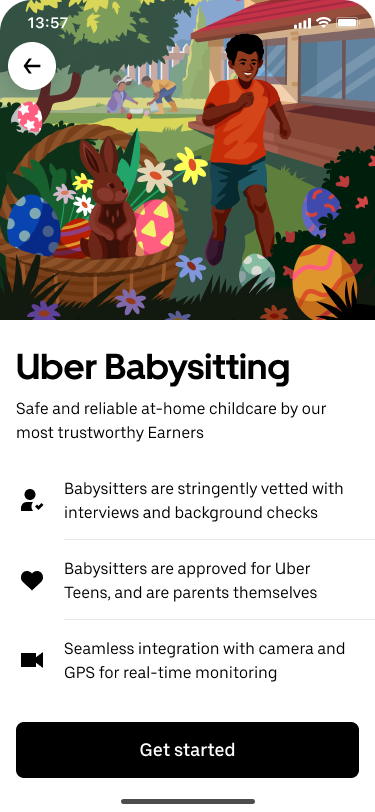 13:57
Uber Babysitting
Safe and reliable at-home childcare by our
most trustworthy Earners
Babysitters are stringently vetted with
interviews and background checks
Babysitters are approved for Uber
Teens, and are parents themselves
Seamless integration with camera and
GPS for real-time monitoring
Get started